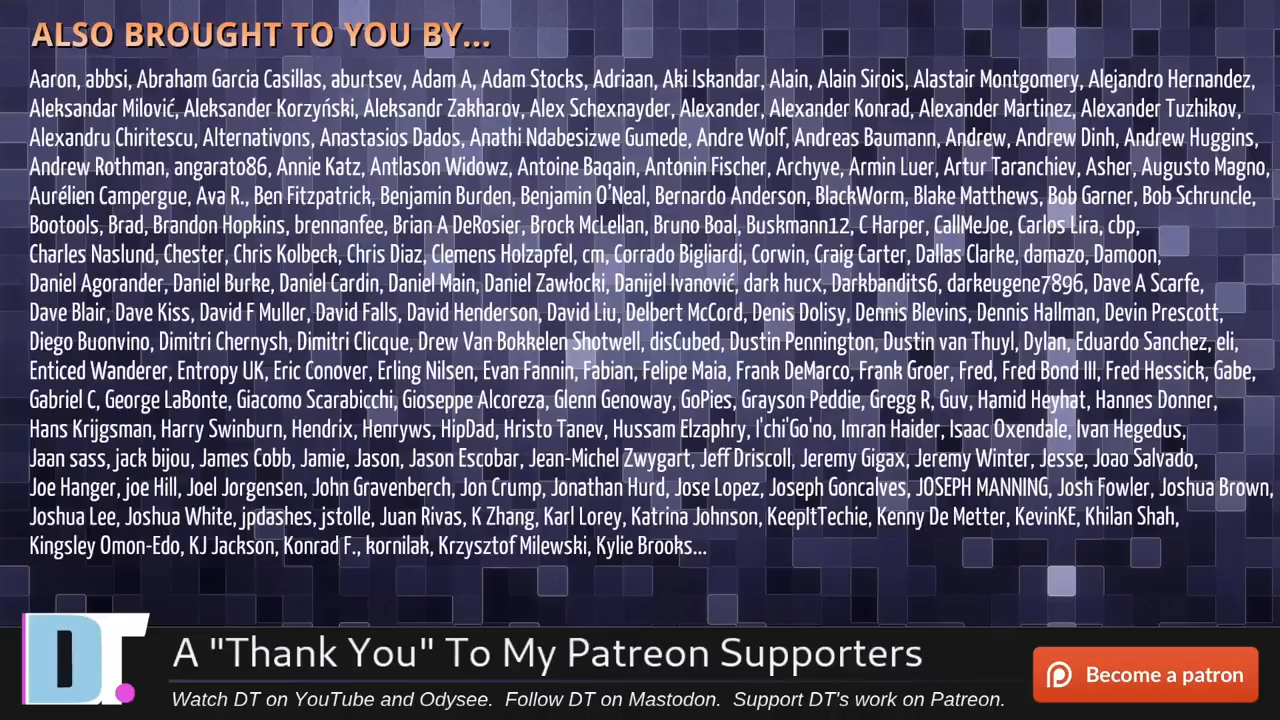 ALSO BROUGHT TO YOU BY...
Aaron, abbsi, Abraham Garcia Casillas, aburtsev, Adam A, Adam Stocks, Adriaan, Aki Iskandar, Alain, Alain Sirois, Alastair Montgomery, Alejandro Hernandez,
Aleksandar Milović, Aleksander Korzyński, Aleksandr Zakharov, Alex Schexnayder, Alexander, Alexander Konrad, Alexander Martinez, Alexander Tuzhikov,
Alexandru Chiritescu, Alternativons, Anastasios Dados, Anathi Ndabesizwe Gumede, Andre Wolf, Andreas Baumann, Andrew, Andrew Dinh, Andrew Huggins,
Andrew Rothman, angarato86, Annie Katz, Antlason Widowz, Antoine Baqain, Antonin Fischer, Archyve, Armin Luer, Artur Taranchiev, Asher, Augusto Magno,
Aurélien Campergue, Ava R., Ben Fitzpatrick, Benjamin Burden, Benjamin O’Neal, Bernardo Anderson, BlackWorm, Blake Matthews, Bob Garner, Bob Schruncle,
Bootools, Brad, Brandon Hopkins, brennanfee, Brian A DeRosier, Brock McLellan, Bruno Boal, Buskmann12, C Harper, CallMeJoe, Carlos Lira, cbp,
Charles Naslund, Chester, Chris Kolbeck, Chris Diaz, Clemens Holzapfel, cm, Corrado Bigliardi, Corwin, Craig Carter, Dallas Clarke, damazo, Damoon,
Daniel Agorander, Daniel Burke, Daniel Cardin, Daniel Main, Daniel Zawłocki, Danijel Ivanović, dark hucx, Darkbandits6, darkeugene7896, Dave A Scarfe,
Dave Blair, Dave Kiss, David F Muller, David Falls, David Henderson, David Liu, Delbert McCord, Denis Dolisy, Dennis Blevins, Dennis Hallman, Devin Prescott,
Diego Buonvino, Dimitri Chernysh, Dimitri Clicque, Drew Van Bokkelen Shotwell, disCubed, Dustin Pennington, Dustin van Thuyl, Dylan, Eduardo Sanchez, eli,
Enticed Wanderer, Entropy UK, Eric Conover, Erling Nilsen, Evan Fannin, Fabian, Felipe Maia, Frank DeMarco, Frank Groer, Fred, Fred Bond III, Fred Hessick, Gabe,
Gabriel C, George LaBonte, Giacomo Scarabicchi, Gioseppe Alcoreza, Glenn Genoway, GoPies, Grayson Peddie, Gregg R, Guv, Hamid Heyhat, Hannes Donner,
Hans Krijgsman, Harry Swinburn, Hendrix, Henryws, HipDad, Hristo Tanev, Hussam Elzaphry, I'chi'Go'no, Imran Haider, Isaac Oxendale, Ivan Hegedus,
Jaan sass, jack bijou, James Cobb, Jamie, Jason, Jason Escobar, Jean-Michel Zwygart, Jeff Driscoll, Jeremy Gigax, Jeremy Winter, Jesse, Joao Salvado,
Joe Hanger, joe Hill, Joel Jorgensen, John Gravenberch, Jon Crump, Jonathan Hurd, Jose Lopez, Joseph Goncalves, JOSEPH MANNING, Josh Fowler, Joshua Brown,
Joshua Lee, Joshua White, jpdashes, jstolle, Juan Rivas, K Zhang, Karl Lorey, Katrina Johnson, KeepItTechie, Kenny De Metter, KevinKE, Khilan Shah,
Kingsley Omon-Edo, KJ Jackson, Konrad F., kornilak, Krzysztof Milewski, Kylie Brooks...
DT.
A "Thank You" To My Patreon Supporters
Watch DT on YouTube and Odysee. Follow DT on Mastodon. Support DT's work on Patreon.
Become a patron